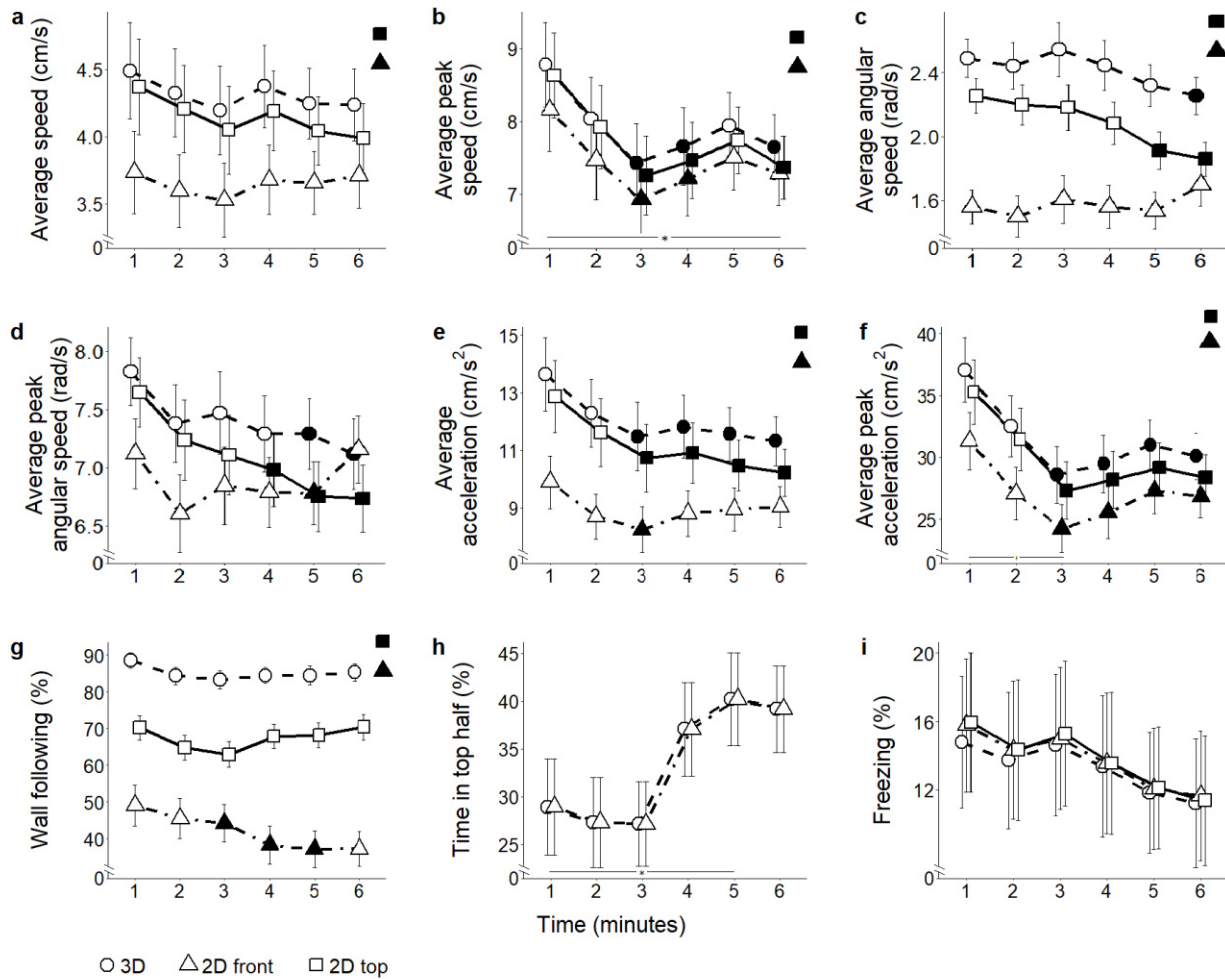 a
Average speed (cm/s)
4.5
4.0
3.5
0
1 2 3 4 5 6
b
Average peak
speed (cm/s)
9
8
7
0
1 2 3 4 5 6
*
c
Average angular
speed (rad/s)
2.4
2.0
1.6
0
1 2 3 4 5 6
d
Average peak
angular speed (rad/s)
8.0
7.5
7.0
6.5
0
1 2 3 4 5 6
e
Average
acceleration (cm/s²)
15
13
11
9
0
1 2 3 4 5 6
f
Average peak
acceleration (cm/s²)
40
35
30
25
0
1 2 3 4 5 6
g
Wall following (%)
90
80
70
60
50
40
0
1 2 3 4 5 6
h
Time in top half (%)
45
40
35
30
25
0
1 2 3 4 5 6
*
i
Freezing (%)
20
16
12
0
1 2 3 4 5 6
Time (minutes)
3D 2D front 2D top